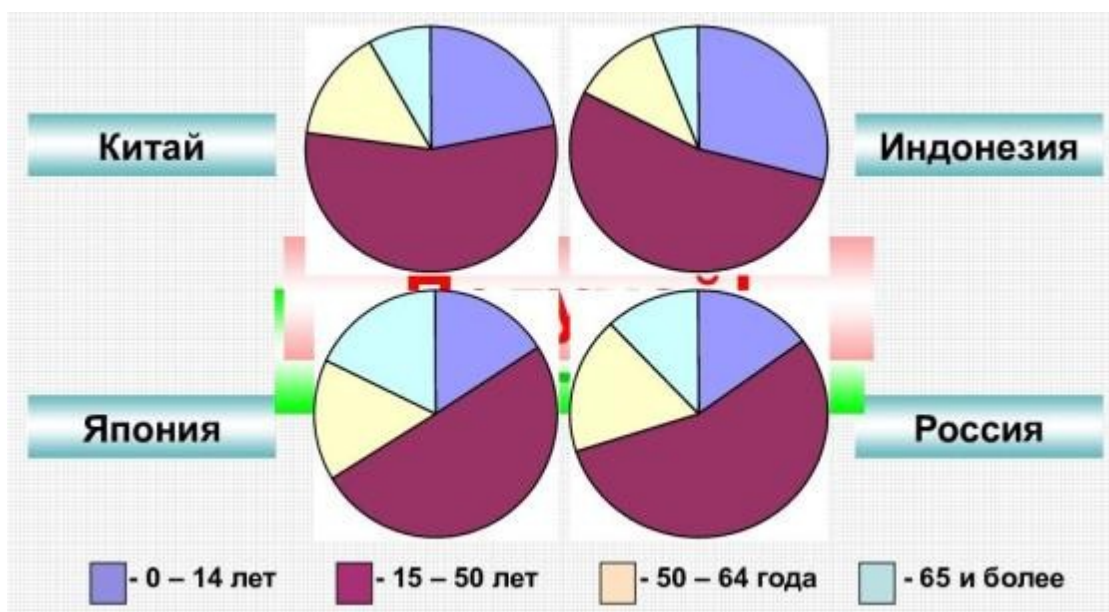 Китай
Индонезия
Япония
Россия
- 0 – 14 лет
- 15 – 50 лет
- 50 – 64 года
- 65 и более